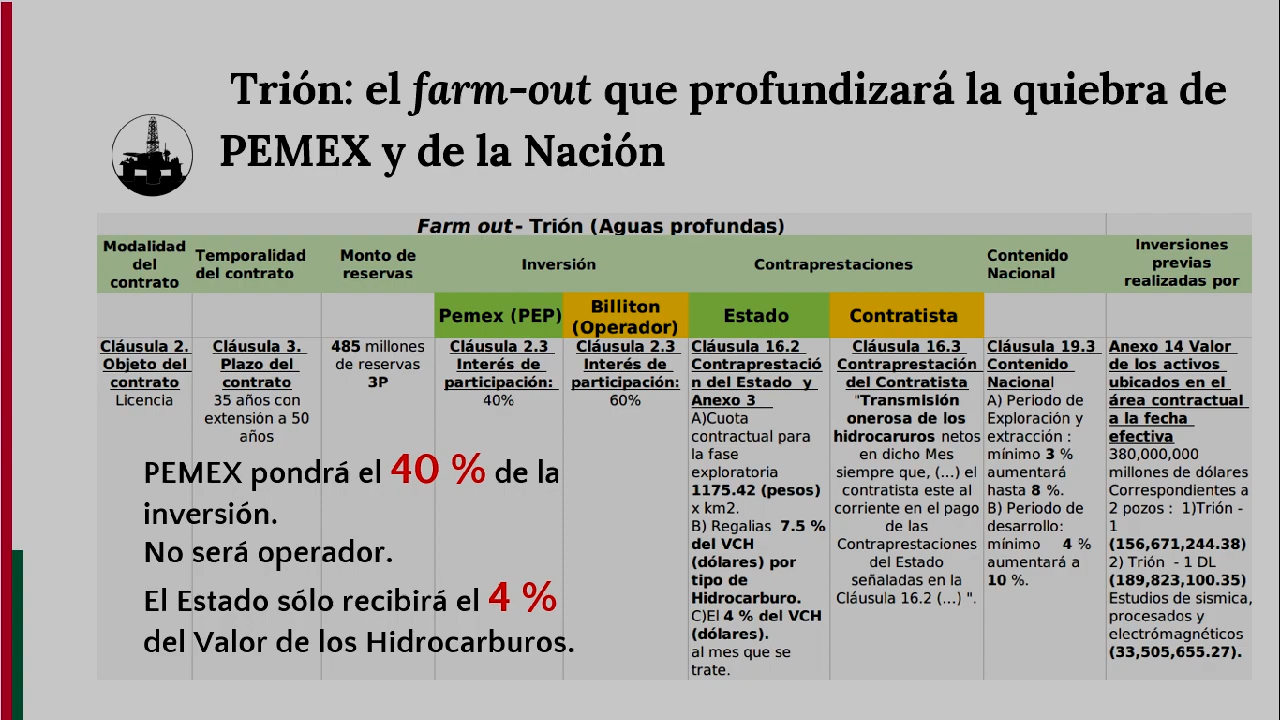 Trión: el farm-out que profundizará la quiebra de
PEMEX y de la Nación
Farm out- Trión (Aguas profundas)
Modalidad
del
contrato
Temporalidad
del contrato
Monto de
reservas
Inversión
Contraprestaciones
Contenido
Nacional
Inversiones
previas
realizadas por
Pemex (PEP)
Billiton
(Operador)
Estado
Contratista
Cláusula 2.
Objeto del
contrato
Licencia
Cláusula 3.
Plazo del
contrato
35 años con
extensión a 50
años
485 millones
de reservas
3P
Cláusula 2.3
Interés de
participación:
40%
Cláusula 2.3
Interés de
participación:
60%
Cláusula 16.2
Contraprestació
n del Estado y
Anexo 3
A)Cuota
contractual para
la fase
exploratoria
1175.42 (pesos)
x km2.
B) Regalias 7.5 %
del VCH
(dólares) por
tipo de
Hidrocarburo.
C)El 4 % del VCH
(dólares).
al mes que se
trate.
Cláusula 16.3
Contraprestación
del Contratista
"Transmisión
onerosa de los
hidrocaruros netos
en dicho Mes
siempre que, (...) el
contratista este al
corriente en el pago
de las
Contraprestaciones
del Estado
señaladas en la
Cláusula 16.2 (...) ".
Cláusula 19.3
Contenido
Nacional
A) Periodo de
Exploración y
extracción :
mínimo 3 %
aumentará
hasta 8 %.
B) Periodo de
desarrollo:
mínimo 4 %
aumentará a
10 %.
Anexo 14 Valor
de los activos
ubicados en el
área contractual
a la fecha
efectiva
380,000,000
millones de dólares
Correspondientes a
2 pozos : 1)Trión -
1
(156,671,244.38)
2) Trión - 1 DL
(189,823,100.35)
Estudios de sismica,
procesados y
electrómagnéticos
(33,505,655.27).
PEMEX pondrá el 40 % de la
inversión.
No será operador.
El Estado sólo recibirá el 4 %
del Valor de los Hidrocarburos.